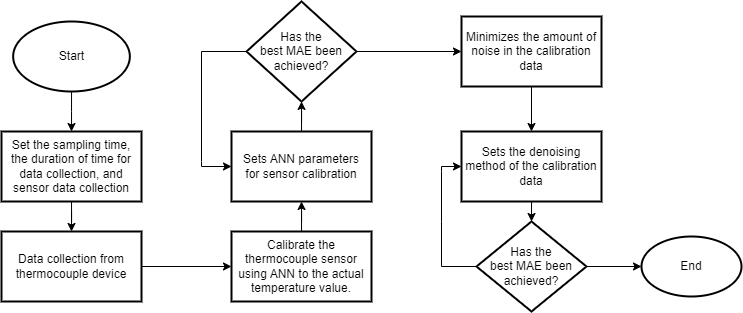 Start
Set the sampling time,
the duration of time for
data collection, and
sensor data collection
Data collection from
thermocouple device
Calibrate the
thermocouple sensor
using ANN to the actual
temperature value.
Sets ANN parameters
for sensor calibration
Has the
best MAE been
achieved?
Minimizes the amount of
noise in the calibration
data
Sets the denoising
method of the calibration
data
Has the
best MAE been
achieved?
End